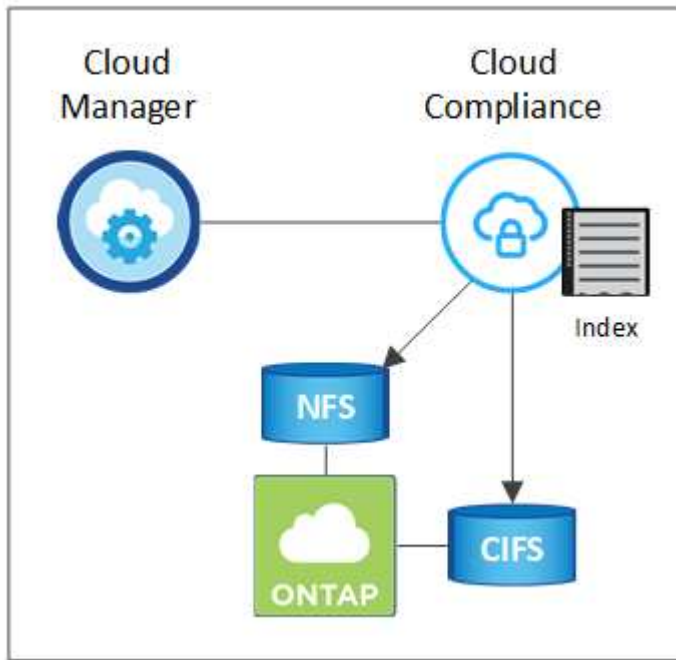 Cloud
Manager
Cloud
Compliance
Index
NFS
ONTAP
CIFS